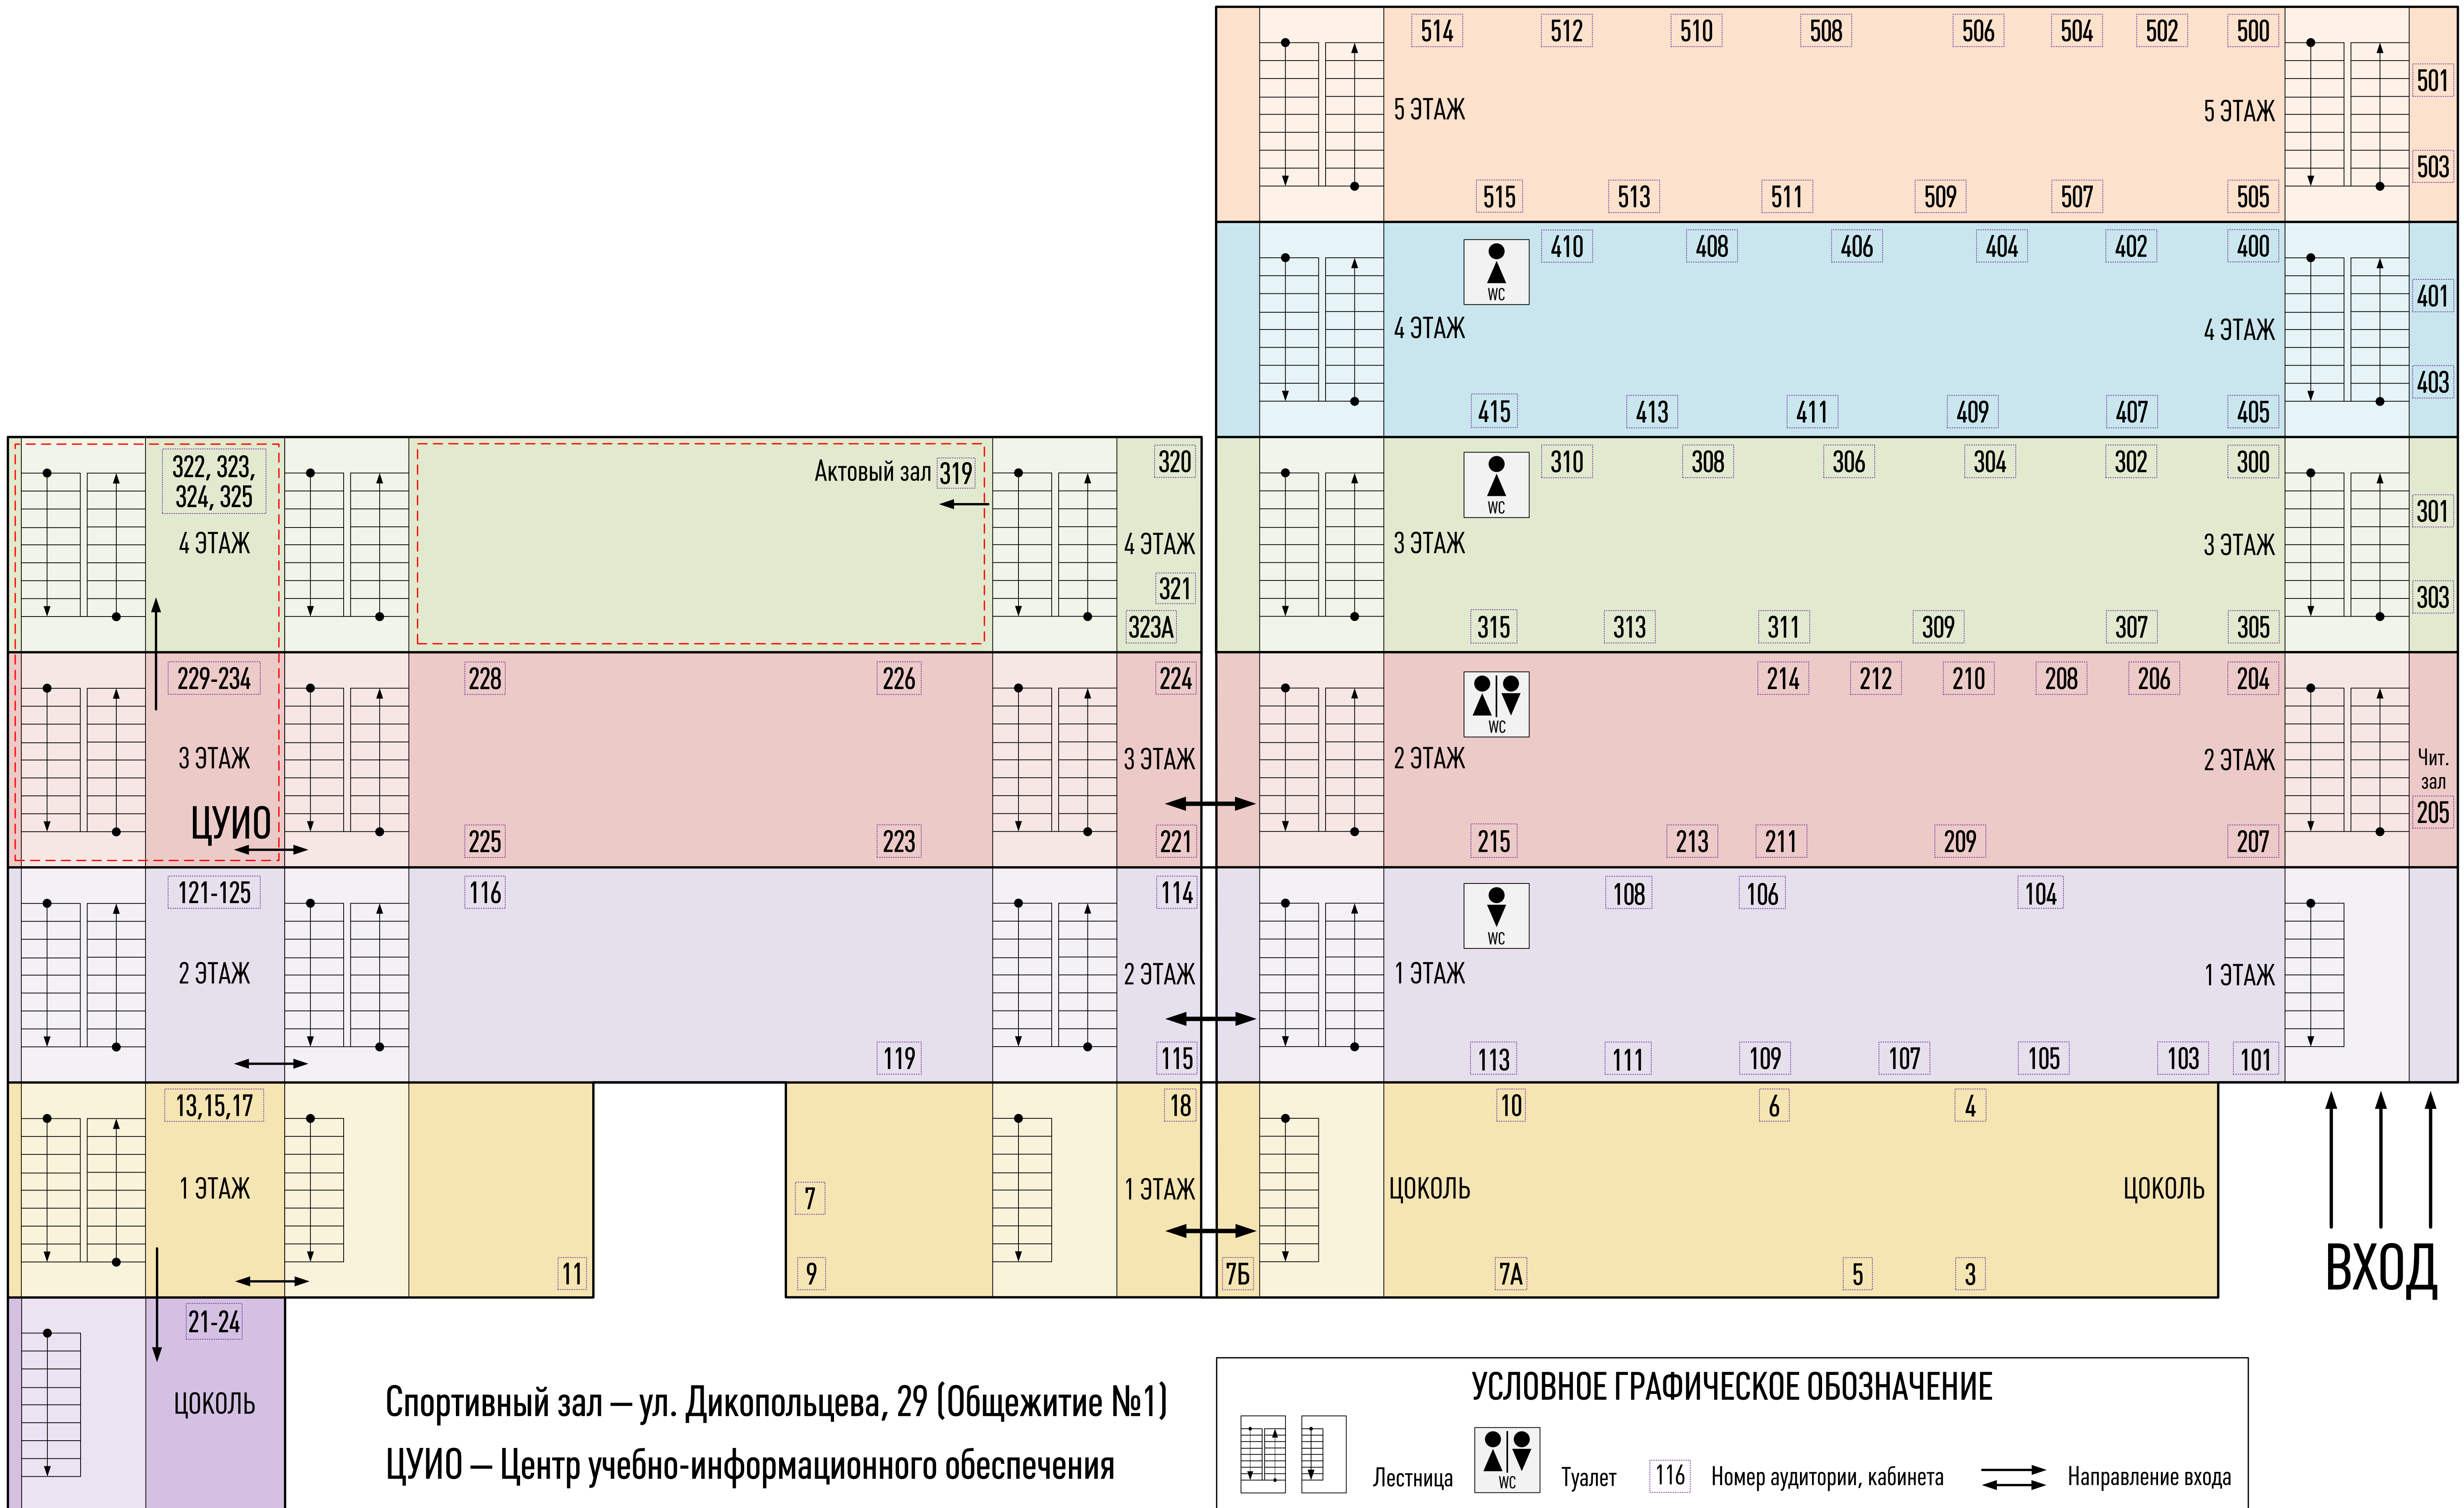 514 512 510 508 506 504 502 500
501
5 ЭТАЖ 5 ЭТАЖ
503
515 513 511 509 507 505
410 408 406 404 402 400
WC
401
4 ЭТАЖ 4 ЭТАЖ
403
415 413 411 409 407 405
322, 323,
324, 325
4 ЭТАЖ
Актовый зал 319
320
4 ЭТАЖ
321
323А
310 308 306 304 302 300
WC
301
3 ЭТАЖ 3 ЭТАЖ
303
315 313 311 309 307 305
229-234
3 ЭТАЖ
ЦУИО
228 226 224
3 ЭТАЖ
225 223 221
214 212 210 208 206 204
WC
2 ЭТАЖ 2 ЭТАЖ
Чит.
зал
205
215 213 211 209 207
121-125
2 ЭТАЖ
116 114
2 ЭТАЖ
119 115
108 106 104
WC
1 ЭТАЖ 1 ЭТАЖ
113 111 109 107 105 103 101
13,15,17
1 ЭТАЖ
11
18
7
1 ЭТАЖ
9
10 6 4
ЦОКОЛЬ ЦОКОЛЬ
7Б 7А 5 3
ВХОД
21-24
ЦОКОЛЬ
Спортивный зал – ул. Дикопольцева, 29 (Общежитие №1)
ЦУИО – Центр учебно-информационного обеспечения
УСЛОВНОЕ ГРАФИЧЕСКОЕ ОБОЗНАЧЕНИЕ
Лестница
WC
Туалет
116
Номер аудитории, кабинета
Направление входа